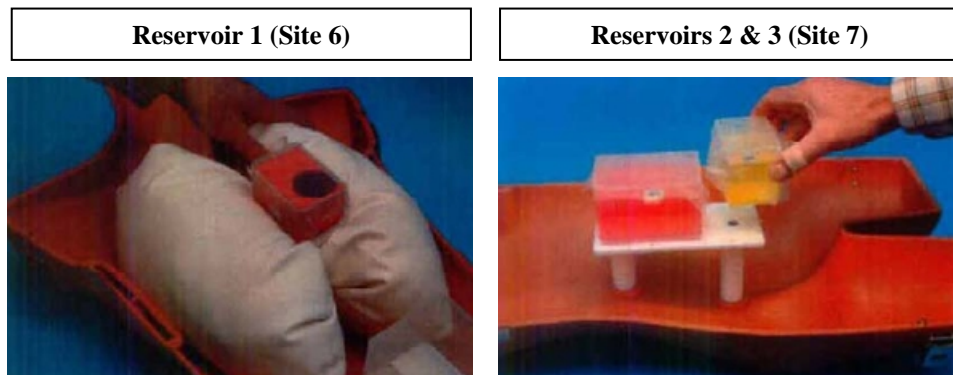 Reservoir 1 (Site 6)
Reservoirs 2 & 3 (Site 7)